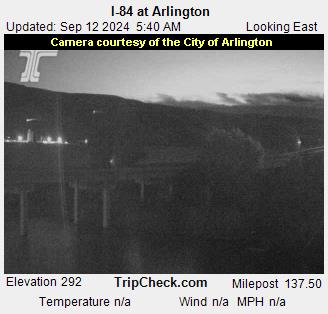 I-84 at Arlington
Updated: Sep 12 2024 5:40 AM Looking East
Camera courtesy of the City of Arlington
Elevation 292 TripCheck.com Milepost 137.50
Temperature n/a Wind n/a MPH n/a